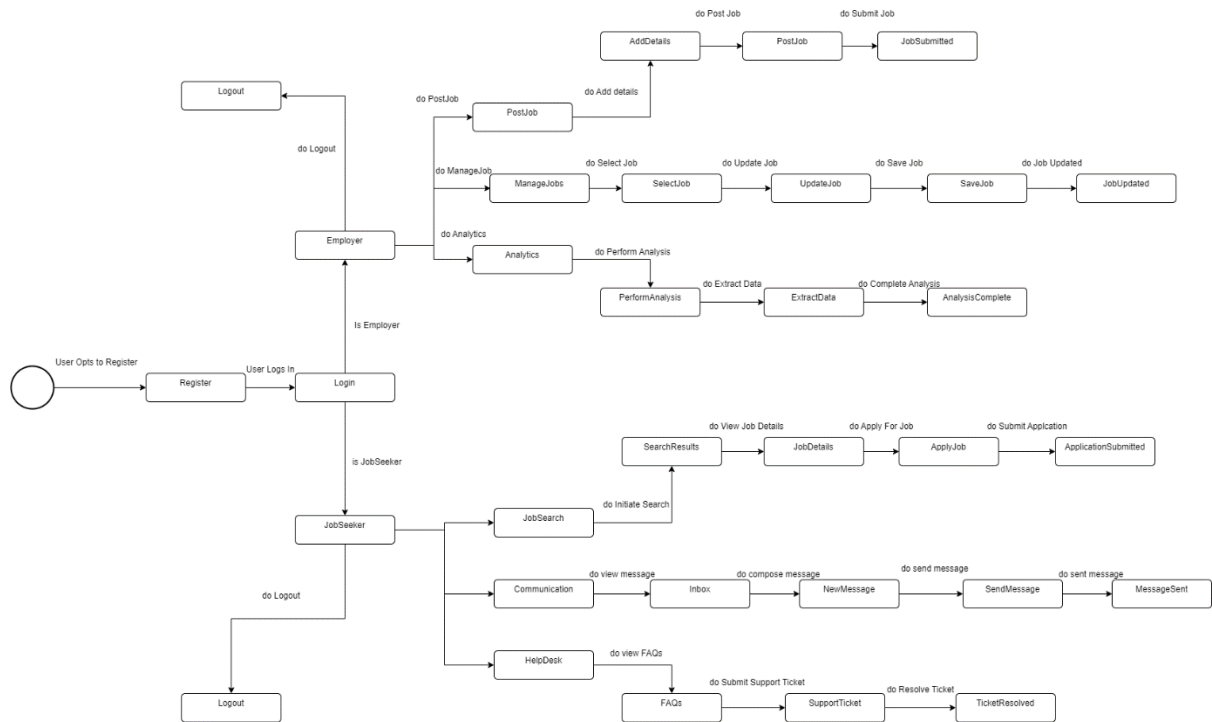 do Post Job
do Submit Job
AddDetails
PostJob
JobSubmitted
Logout
do PostJob
do Add details
PostJob
do Logout
do ManageJob
do Select Job
do Update Job
do Save Job
do Job Updated
ManageJobs
SelectJob
UpdateJob
SaveJob
JobUpdated
Employer
do Analytics
Analytics
do Perform Analysis
do Extract Data
do Complete Analysis
PerformAnalysis
ExtractData
AnalysisComplete
Is Employer
User Opts to Register
User Logs In
Register
Login
is JobSeeker
do View Job Details
do Apply For Job
do Submit Applcation
SearchResults
JobDetails
ApplyJob
ApplicationSubmitted
do Initiate Search
JobSearch
JobSeeker
do view message
do compose message
do send message
do sent message
Communication
Inbox
NewMessage
SendMessage
MessageSent
do Logout
HelpDesk
do view FAQs
do Submit Support Ticket
do Resolve Ticket
Logout
FAQs
SupportTicket
TicketResolved